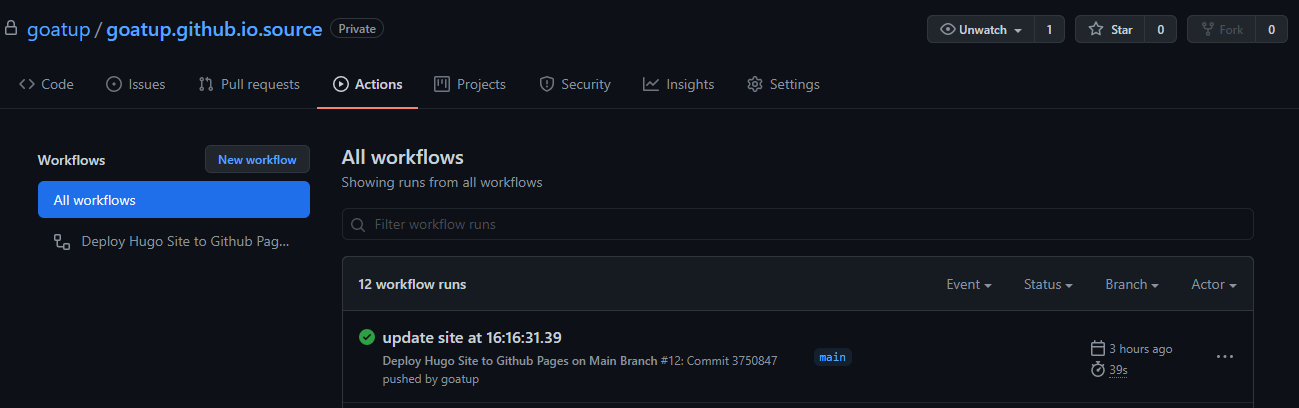 goatup / goatup.github.io.source Private Unwatch 1 Star 0 Fork 0
Code Issues Pull requests Actions Projects Security Insights Settings
Workflows New workflow
All workflows
Deploy Hugo Site to Github Pag...
All workflows
Showing runs from all workflows
Filter workflow runs
12 workflow runs Event Status Branch Actor
update site at 16:16:31.39
Deploy Hugo Site to Github Pages on Main Branch #12: Commit 3750847
pushed by goatup
main
3 hours ago
39s